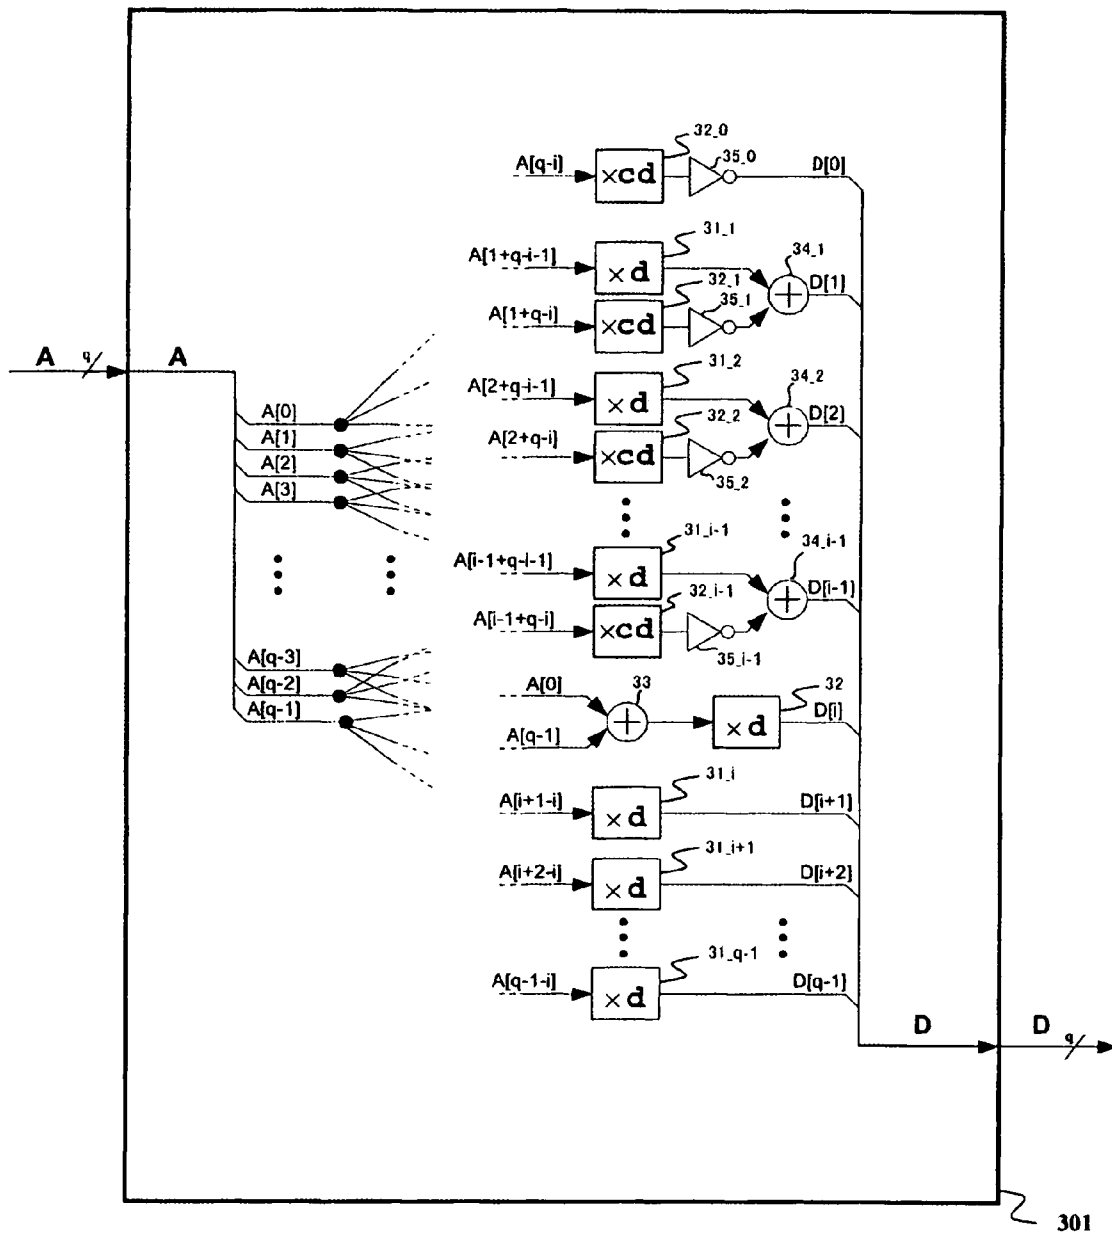 32_0
A[q-i]
×cd
35_0
D[0]
31_1
A[1+q-i-1]
×d
34_1
+
D[1]
32_1
A[1+q-i]
×cd
35_1
A
q
A
31_2
A[2+q-i-1]
×d
34_2
+
D[2]
32_2
A[2+q-i]
×cd
35_2
A[0]
A[1]
A[2]
A[3]
31_i-1
A[i-1+q-i-1]
×d
34_i-1
+
D[i-1]
32_i-1
A[i-1+q-i]
×cd
35_i-1
A[q-3]
A[q-2]
A[q-1]
A[0]
33
+
A[q-1]
32
×d
D[i]
31_i
A[i+1-i]
×d
D[i+1]
31_i+1
A[i+2-i]
×d
D[i+2]
31_q-1
A[q-1-i]
×d
D[q-1]
D
D
q
301